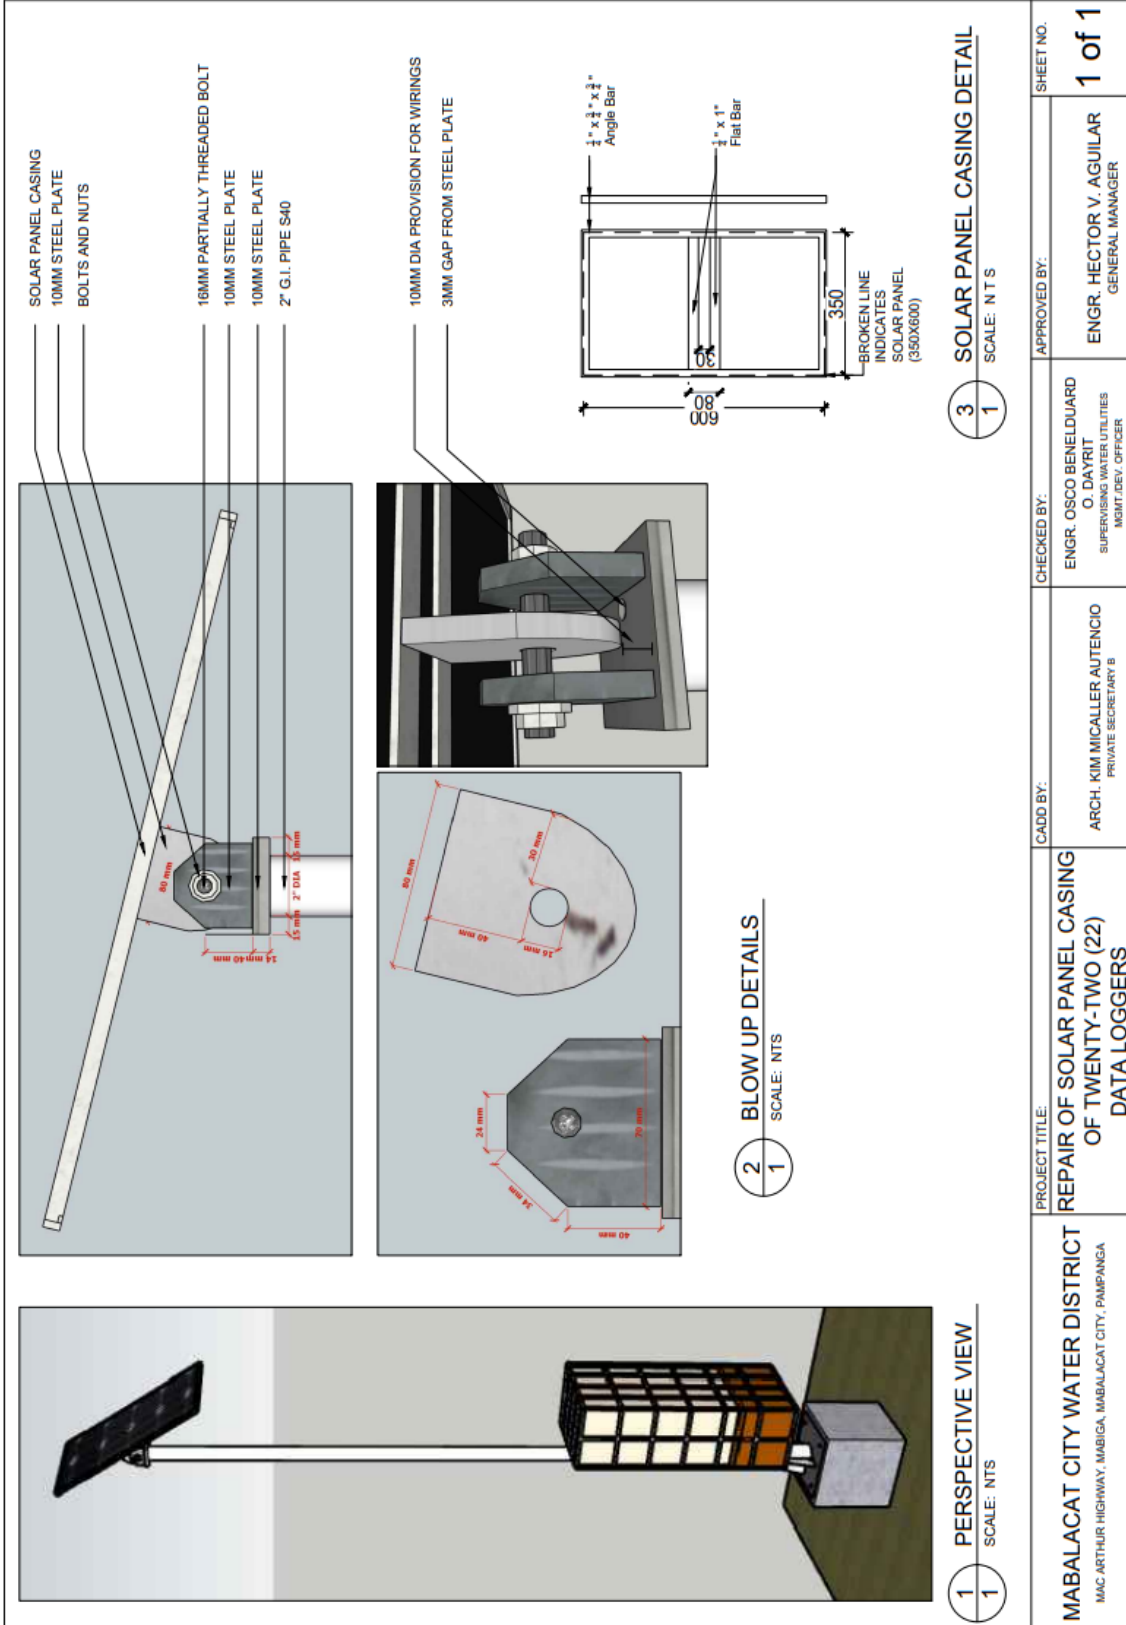 SOLAR PANEL CASING
10MM STEEL PLATE
BOLTS AND NUTS
16MM PARTIALLY THREADED BOLT
10MM STEEL PLATE
10MM STEEL PLATE
2" G.I. PIPE S40
80 mm
40 mm
14 mm
15 mm
2" DIA
15 mm
10MM DIA PROVISION FOR WIRINGS
3MM GAP FROM STEEL PLATE
24 mm
34 mm
40 mm
70 mm
80 mm
40 mm
16 mm
30 mm
1/4" x 3/4" x 3/4"
Angle Bar
1/4" x 1"
Flat Bar
600
80
30
350
BROKEN LINE
INDICATES
SOLAR PANEL
(350X600)
1
1
PERSPECTIVE VIEW
SCALE: NTS
2
1
BLOW UP DETAILS
SCALE: NTS
3
1
SOLAR PANEL CASING DETAIL
SCALE: N T S
MABALACAT CITY WATER DISTRICT
MAC ARTHUR HIGHWAY, MABIGA, MABALACAT CITY, PAMPANGA
PROJECT TITLE:
REPAIR OF SOLAR PANEL CASING
OF TWENTY-TWO (22)
DATA LOGGERS
CADD BY:
ARCH. KIM MICALLER AUTENCIO
PRIVATE SECRETARY B
CHECKED BY:
ENGR. OSCO BENELDUARD
O. DAYRIT
SUPERVISING WATER UTILITIES
MGMT./DEV. OFFICER
APPROVED BY:
ENGR. HECTOR V. AGUILAR
GENERAL MANAGER
SHEET NO.
1 of 1